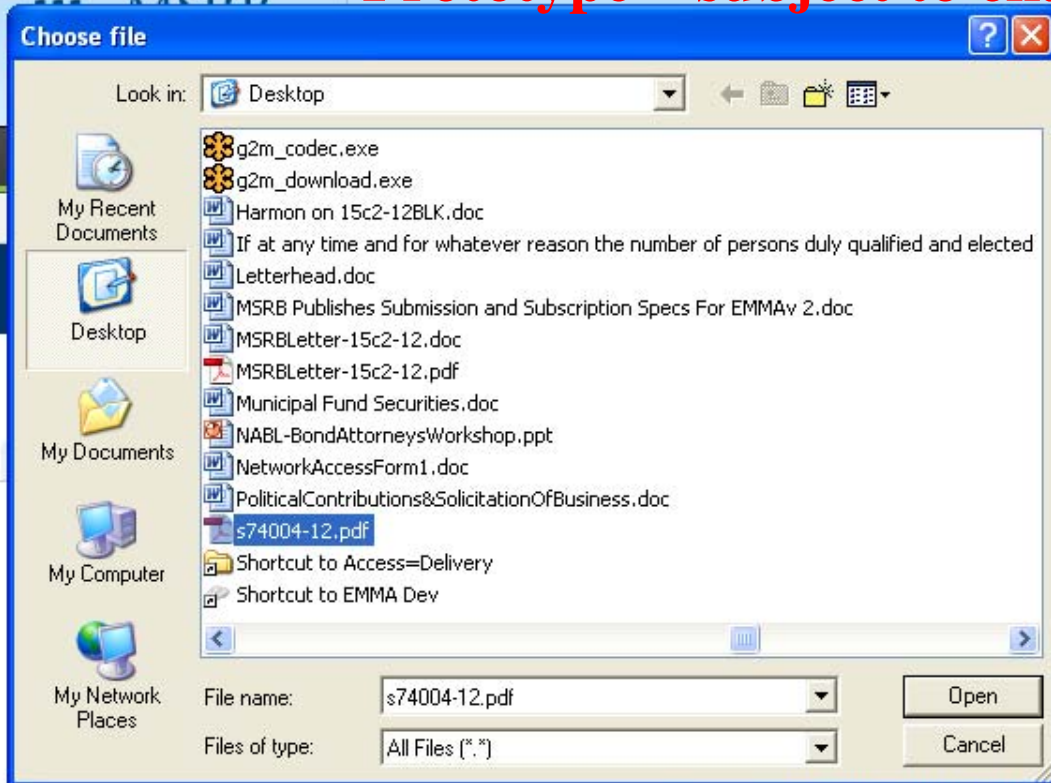 Prototype - subject to
Choose file
Look in:
Desktop
My Recent
Documents
Desktop
My Documents
My Computer
My Network
Places
g2m_codec.exe
g2m_download.exe
Harmon on 15c2-12BLK.doc
If at any time and for whatever reason the number of persons duly qualified and elected
Letterhead.doc
MSRB Publishes Submission and Subscription Specs For EMMAv 2.doc
MSRBLetter-15c2-12.doc
MSRBLetter-15c2-12.pdf
Municipal Fund Securities.doc
NABL-BondAttorneysWorkshop.ppt
NetworkAccessForm1.doc
PoliticalContributions&SolicitationOfBusiness.doc
s74004-12.pdf
Shortcut to Access=Delivery
Shortcut to EMMA Dev
File name:
s74004-12.pdf
Open
Files of type:
All Files (*.*)
Cancel